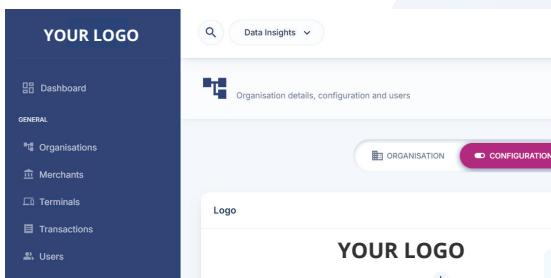 YOUR LOGO
Data Insights
Dashboard
Organisation details, configuration and users
GENERAL
Organisations
ORGANISATION
CONFIGURATION
Merchants
Terminals
Logo
Transactions
YOUR LOGO
Users